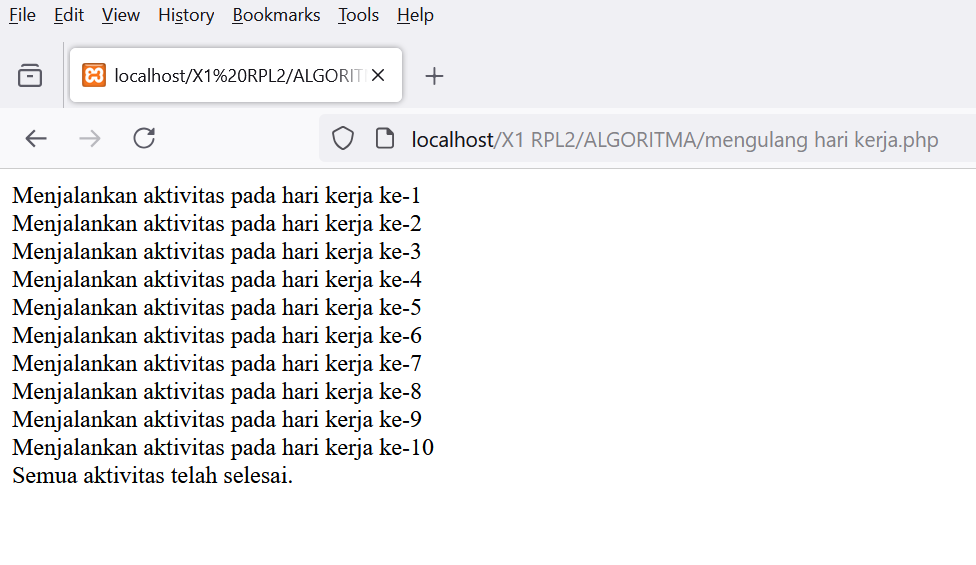 File Edit View History Bookmarks Tools Help
localhost/X1%20RPL2/ALGORIT
localhost/X1 RPL2/ALGORITMA/mengulang hari kerja.php
Menjalankan aktivitas pada hari kerja ke-1
Menjalankan aktivitas pada hari kerja ke-2
Menjalankan aktivitas pada hari kerja ke-3
Menjalankan aktivitas pada hari kerja ke-4
Menjalankan aktivitas pada hari kerja ke-5
Menjalankan aktivitas pada hari kerja ke-6
Menjalankan aktivitas pada hari kerja ke-7
Menjalankan aktivitas pada hari kerja ke-8
Menjalankan aktivitas pada hari kerja ke-9
Menjalankan aktivitas pada hari kerja ke-10
Semua aktivitas telah selesai.